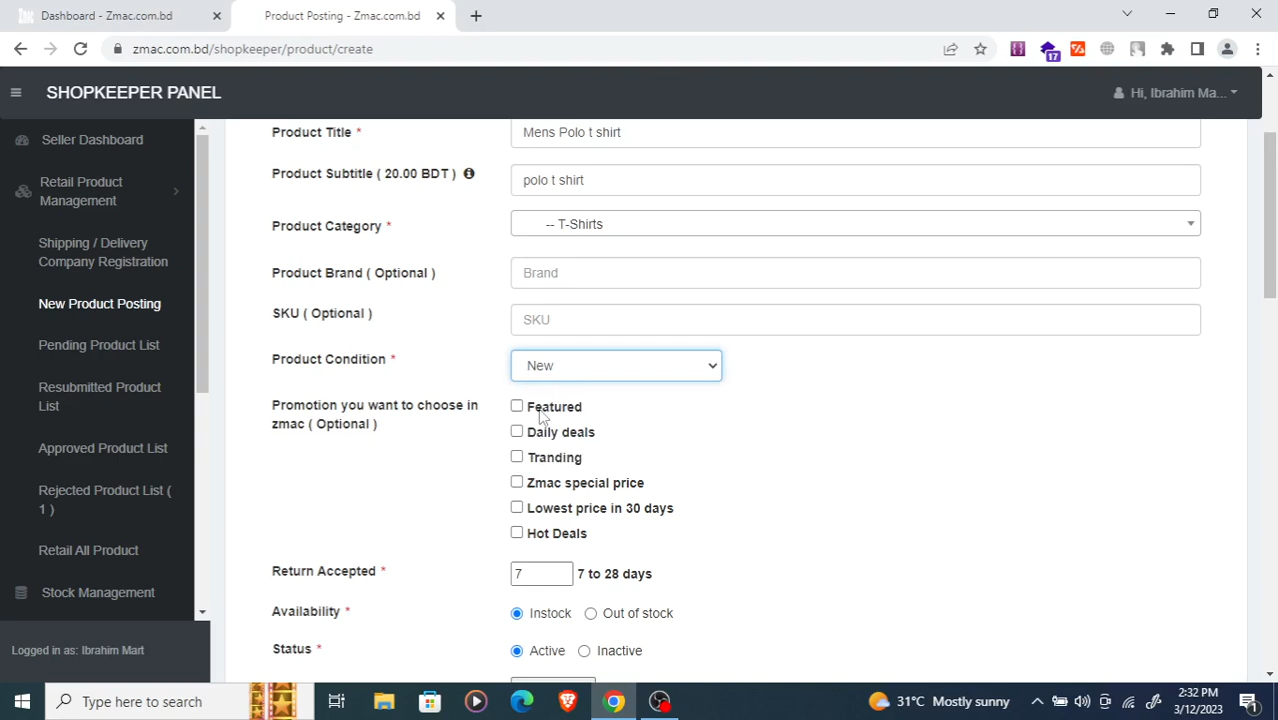 Dashboard - Zmac.com.bd
Product Posting - Zmac.com.bd
zmac.com.bd/shopkeeper/product/create
17
SHOPKEEPER PANEL
Hi, Ibrahim Ma...
Seller Dashboard
Retail Product
Management
Shipping / Delivery
Company Registration
New Product Posting
Pending Product List
Resubmitted Product
List
Approved Product List
Rejected Product List (
1 )
Retail All Product
Stock Management
Logged in as: Ibrahim Mart
Product Title *
Mens Polo t shirt
Product Subtitle ( 20.00 BDT )
polo t shirt
Product Category *
-- T-Shirts
Product Brand ( Optional )
Brand
SKU ( Optional )
SKU
Product Condition *
New
Promotion you want to choose in
zmac ( Optional )
Featured
Daily deals
Tranding
Zmac special price
Lowest price in 30 days
Hot Deals
Return Accepted *
7
7 to 28 days
Availability *
Instock
Out of stock
Status *
Active
Inactive
Type here to search
31°C Mostly sunny
2:32 PM
3/12/2023
1